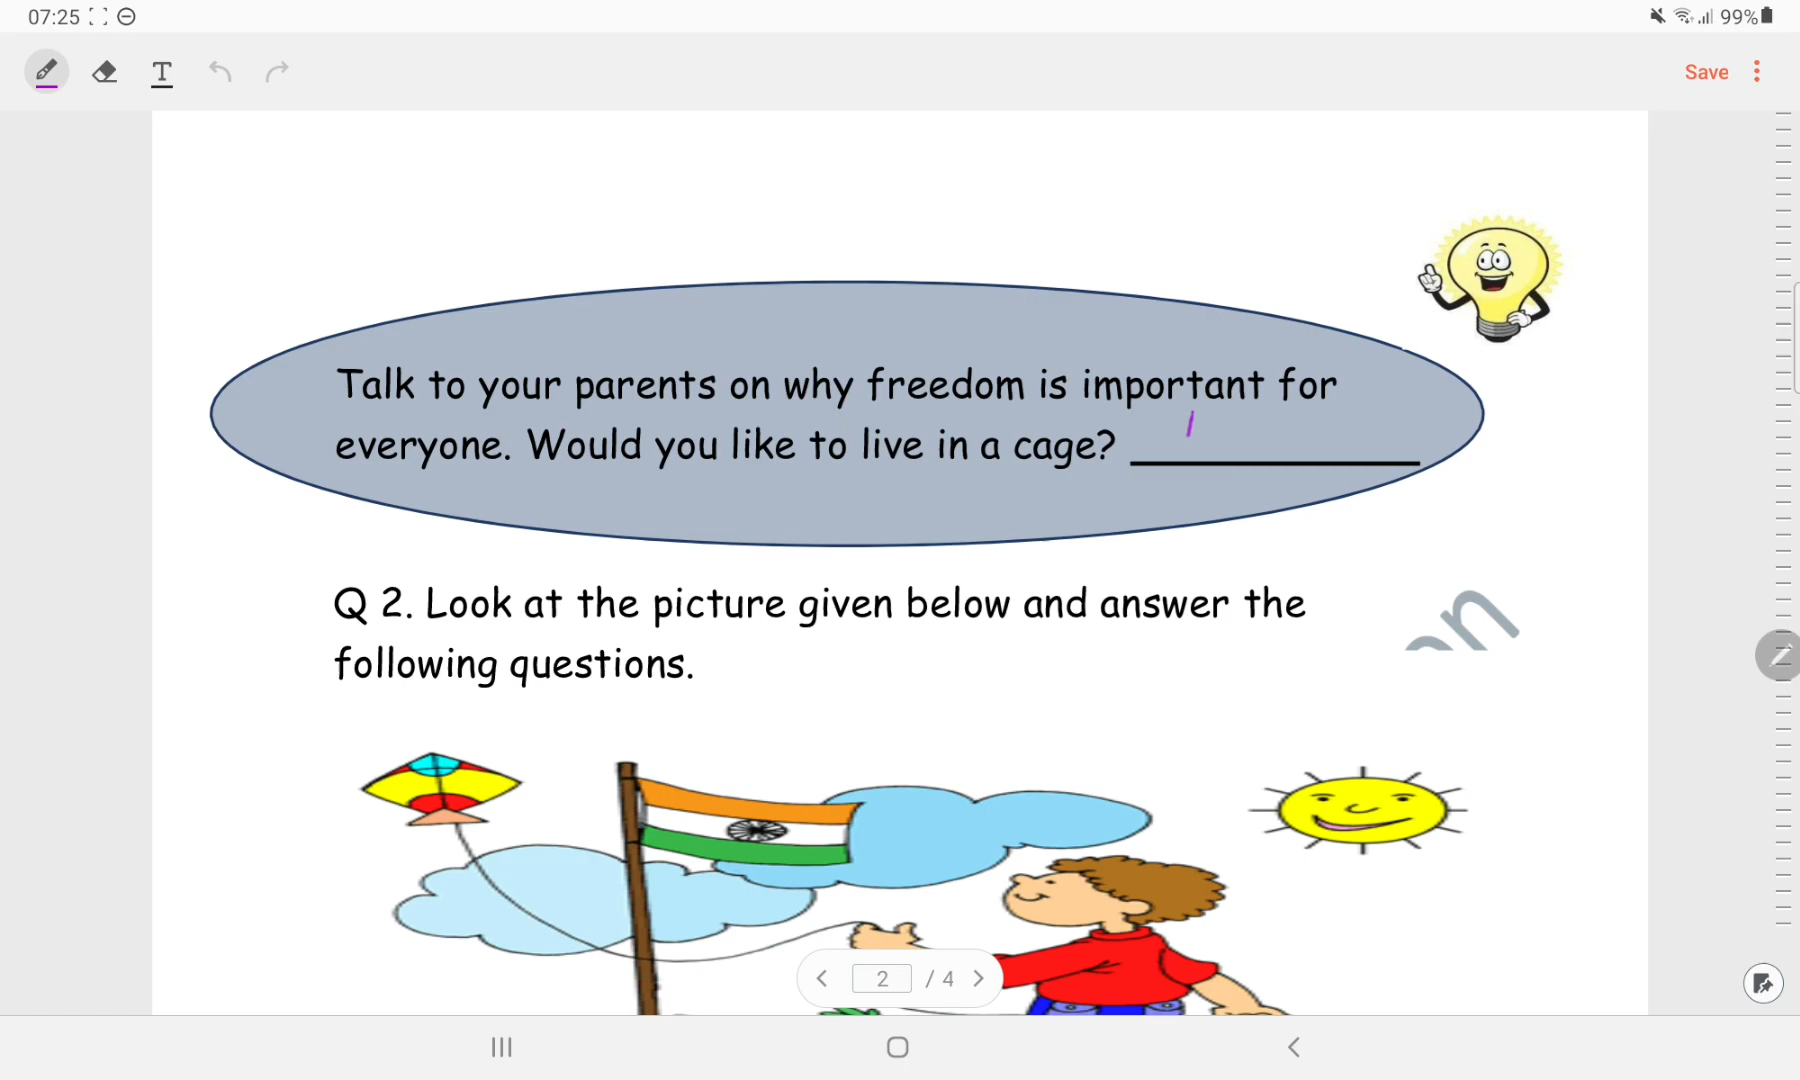 07:25 99%
Save
Talk to your parents on why freedom is important for
everyone. Would you like to live in a cage? ____________
Q 2. Look at the picture given below and answer the
following questions.
2 / 4